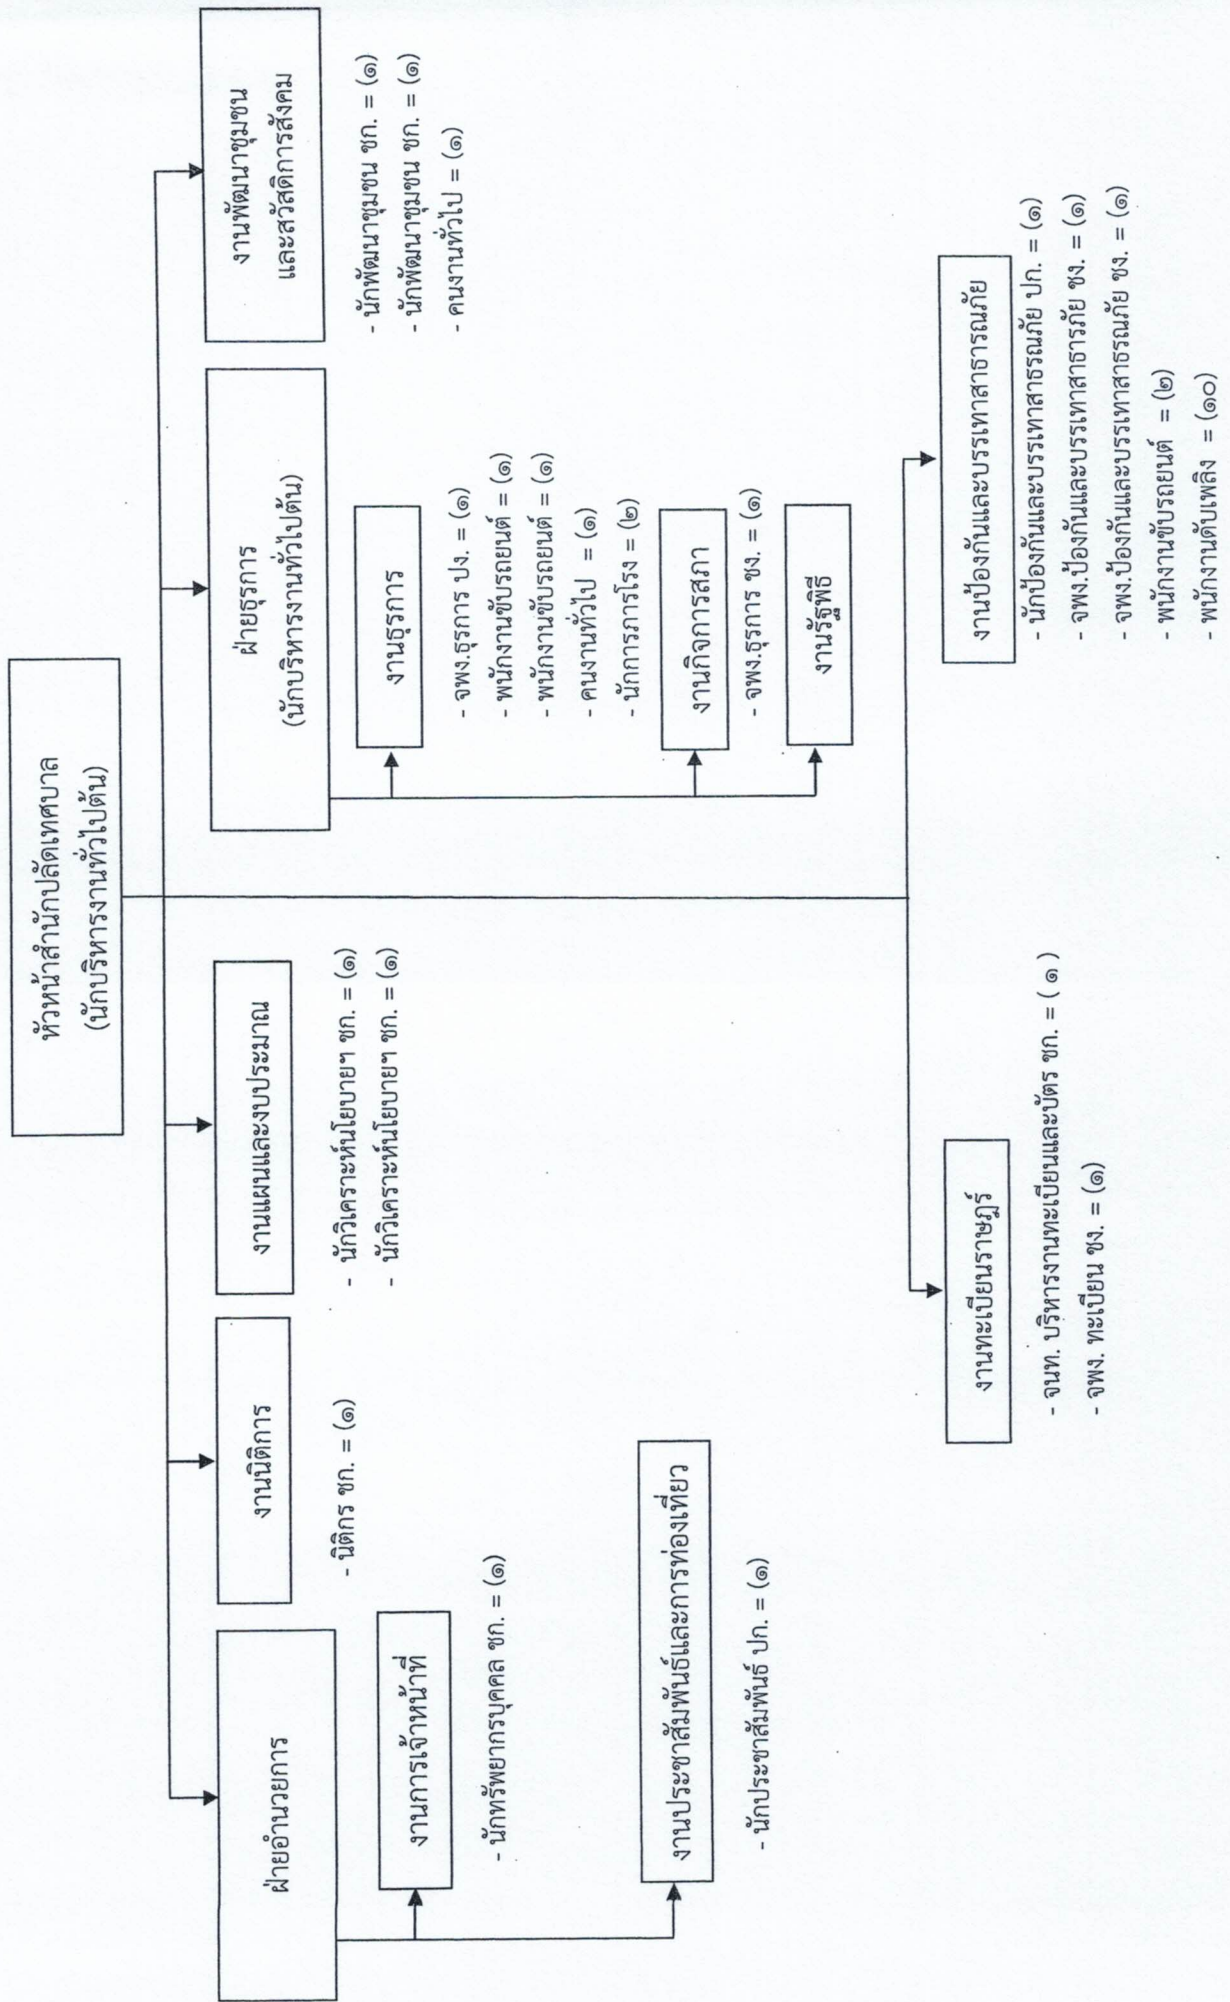 หัวหน้าสำนักปลัดเทศบาล
(นักบริหารงานทั่วไปต้น)
ฝ่ายอำนวยการ
งานการเจ้าหน้าที่
- นักทรัพยากรบุคคล ชก. = (๑)
งานประชาสัมพันธ์และการท่องเที่ยว
- นักประชาสัมพันธ์ ปก. = (๑)
งานนิติการ
- นิติกร ชก. = (๑)
งานแผนและงบประมาณ
- นักวิเคราะห์นโยบายฯ ชก. = (๑)
- นักวิเคราะห์นโยบายฯ ชก. = (๑)
ฝ่ายธุรการ
(นักบริหารงานทั่วไปต้น)
งานธุรการ
- จพง.ธุรการ ปง. = (๑)
- พนักงานขับรถยนต์ = (๑)
- พนักงานขับรถยนต์ = (๑)
- คนงานทั่วไป = (๑)
- นักการภารโรง = (๒)
งานกิจการสภา
- จพง.ธุรการ ชง. = (๑)
งานรัฐพิธี
งานพัฒนาชุมชน
และสวัสดิการสังคม
- นักพัฒนาชุมชน ชก. = (๑)
- นักพัฒนาชุมชน ชก. = (๑)
- คนงานทั่วไป = (๑)
งานทะเบียนราษฎร์
- จนท. บริหารงานทะเบียนและบัตร ชก. = ( ๑ )
- จพง. ทะเบียน ชง. = (๑)
งานป้องกันและบรรเทาสาธารณภัย
- นักป้องกันและบรรเทาสาธารณภัย ปก. = (๑)
- จพง.ป้องกันและบรรเทาสาธารภัย ชง. = (๑)
- จพง.ป้องกันและบรรเทาสาธารณภัย ชง. = (๑)
- พนักงานขับรถยนต์ = (๒)
- พนักงานดับเพลิง = (๑๐)